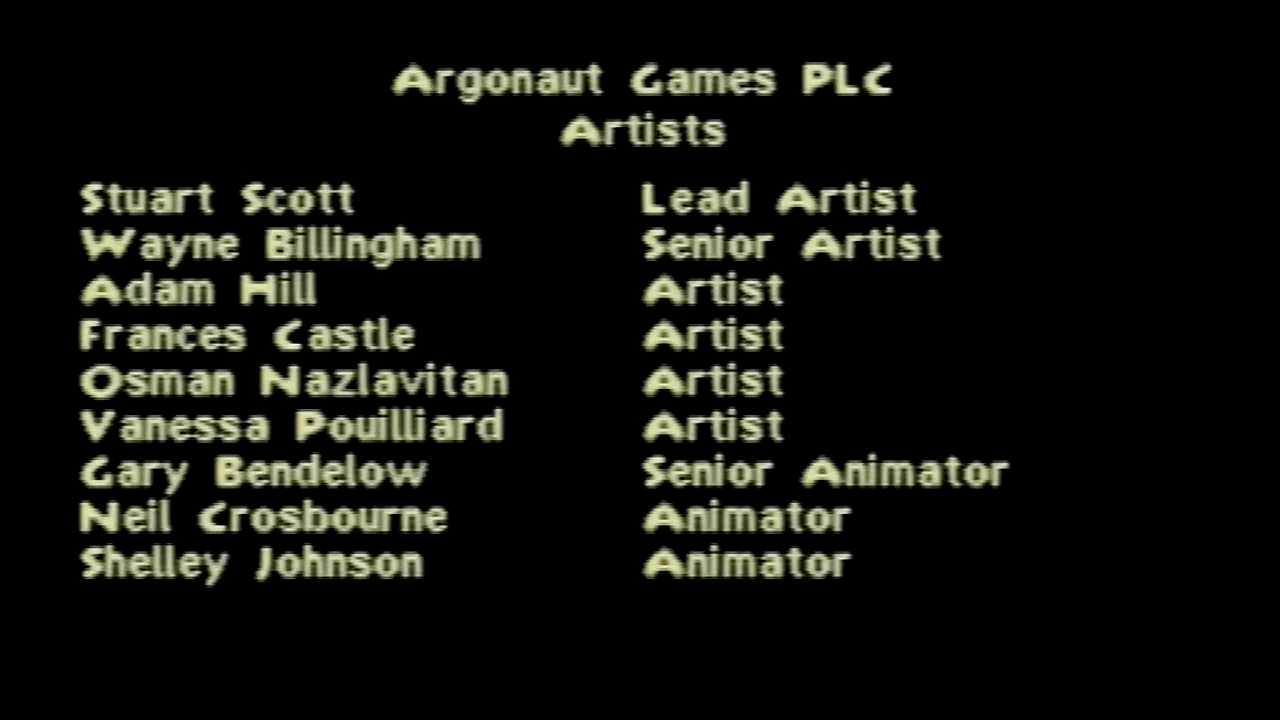 Argonaut Games PLC
Artists
Stuart Scott Lead Artist
Wayne Billingham Senior Artist
Adam Hill Artist
Frances Castle Artist
Osman Nazlavitan Artist
Vanessa Pouilliard Artist
Gary Bendelow Senior Animator
Neil Crosbourne Animator
Shelley Johnson Animator